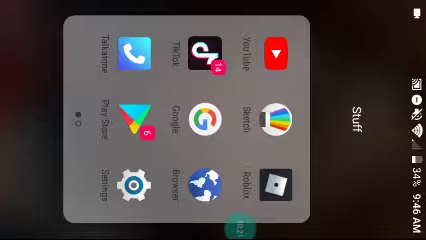 34% 9:46 AM
Stuff
YouTube
Sketch
Roblox
14
TikTok
Google
Browser
6
Talkatone
Play Store
Settings